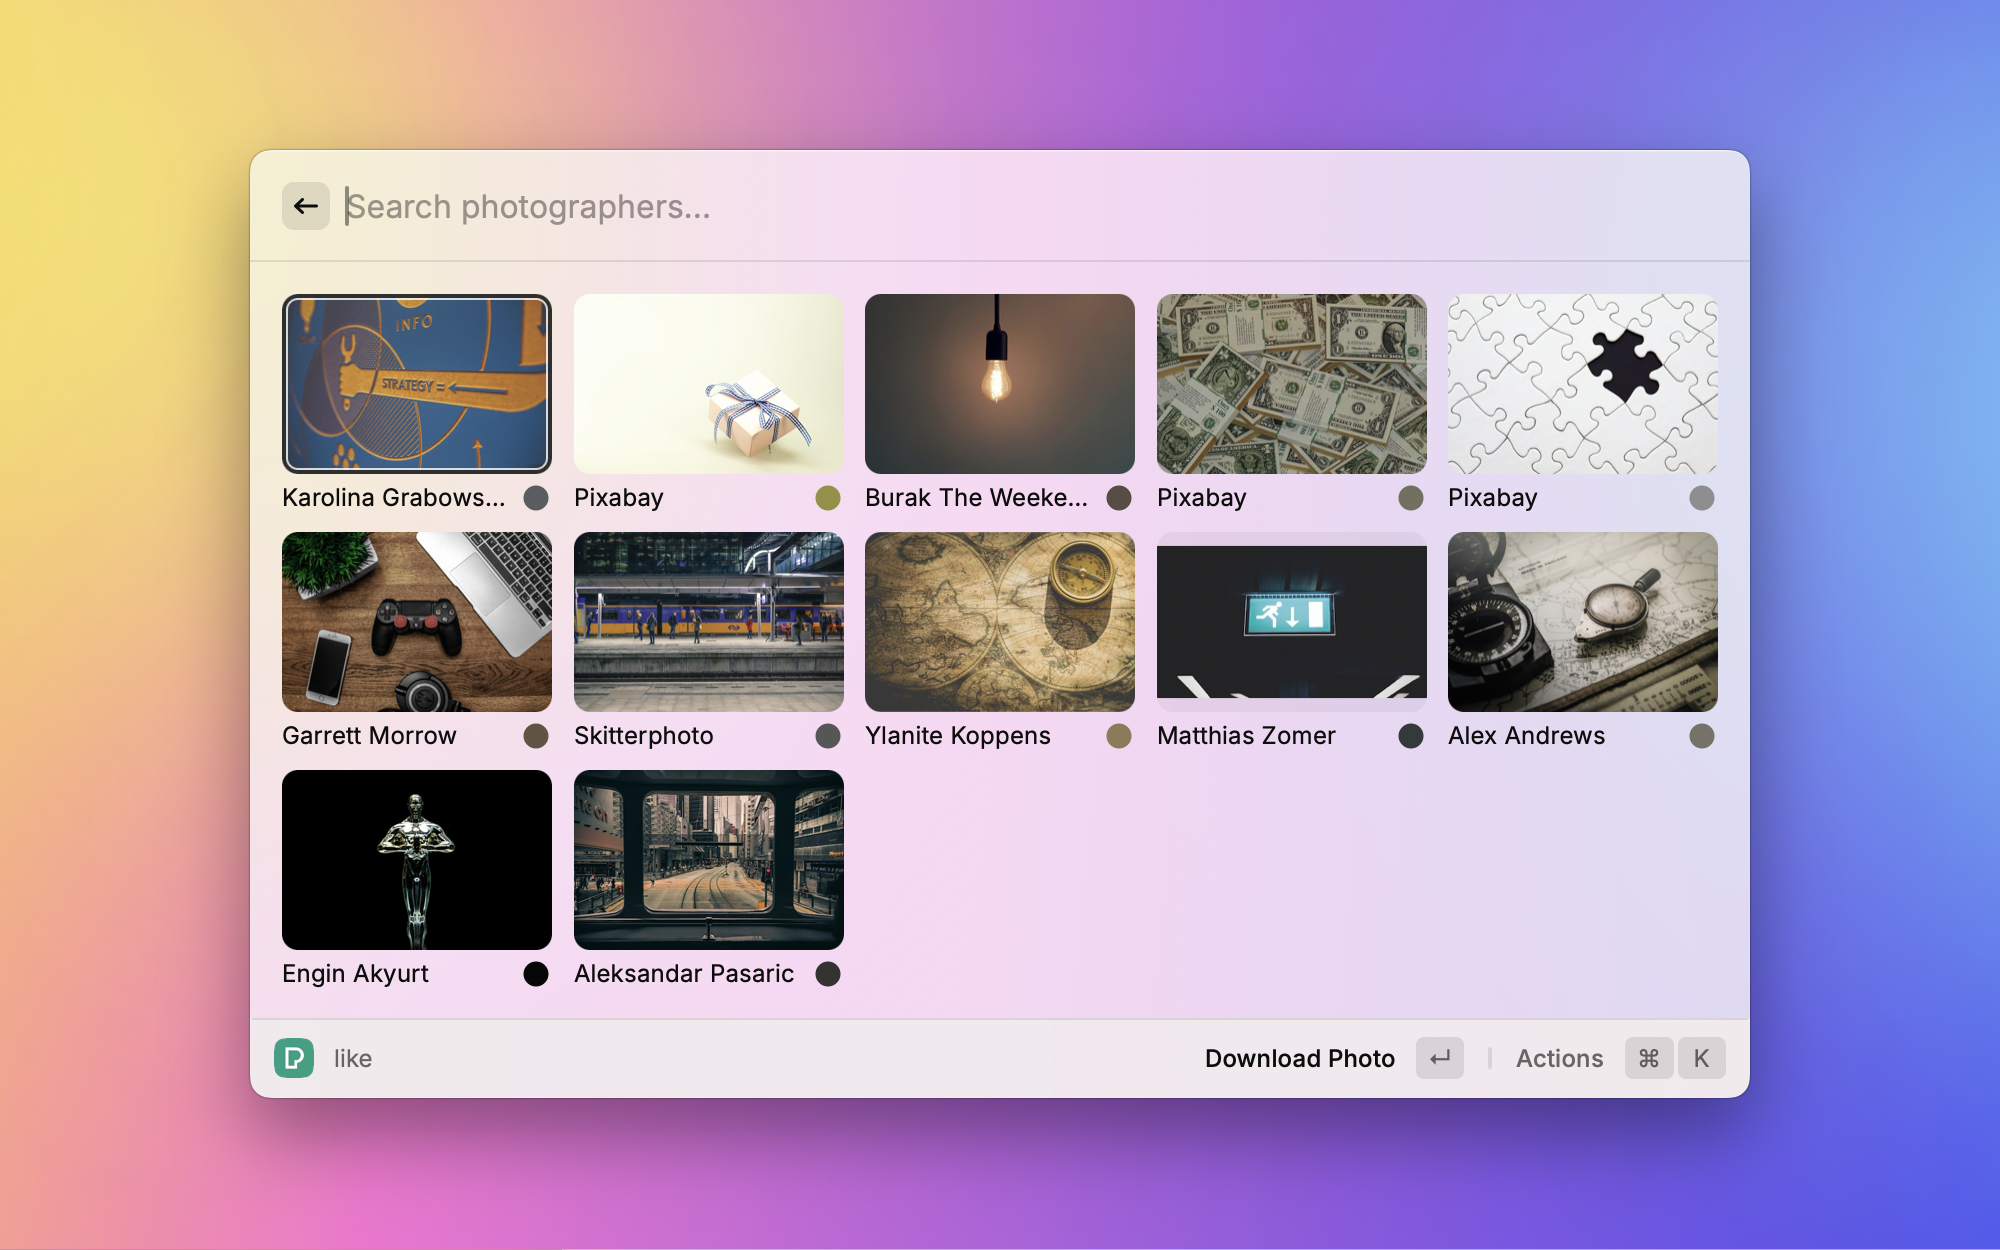 Search photographers...
INFO
STRATEGY =
Karolina Grabows...
Pixabay
Burak The Weeke...
Pixabay
Pixabay
Garrett Morrow
Skitterphoto
Ylanite Koppens
Matthias Zomer
Alex Andrews
Engin Akyurt
Aleksandar Pasaric
like
Download Photo
Actions
⌘ K